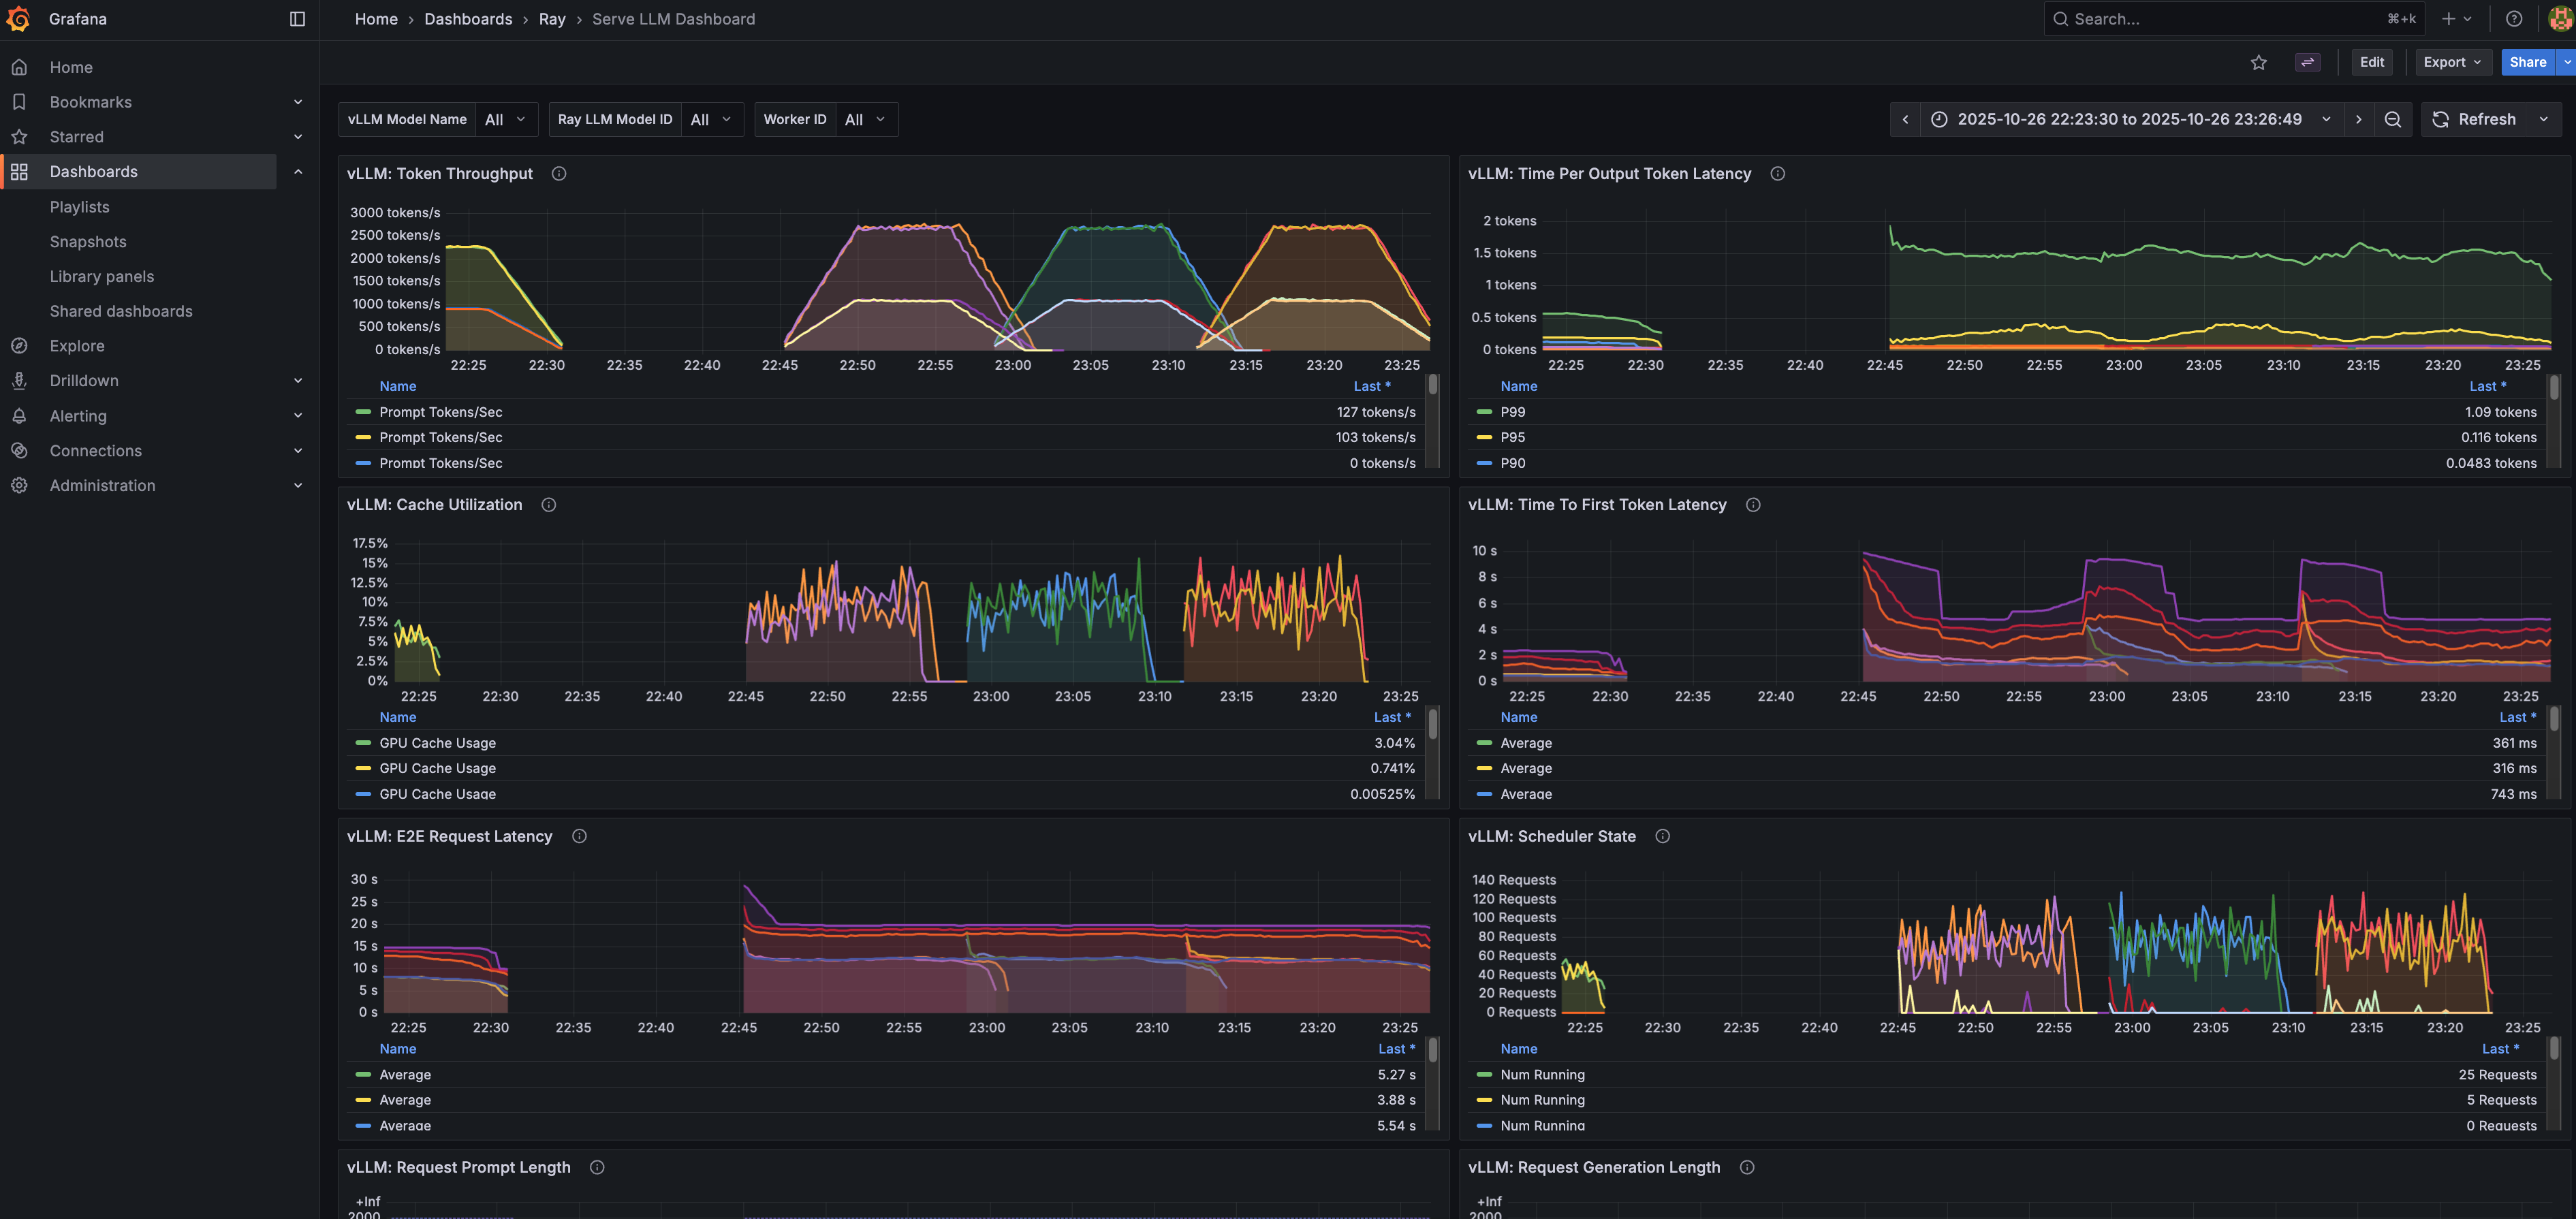 Grafana
Home › Dashboards › Ray › Serve LLM Dashboard
Search... ⌘+k
Home
Bookmarks
Starred
Dashboards
Playlists
Snapshots
Library panels
Shared dashboards
Explore
Drilldown
Alerting
Connections
Administration
Edit Export Share
vLLM Model Name All Ray LLM Model ID All Worker ID All
2025-10-26 22:23:30 to 2025-10-26 23:26:49 Refresh
vLLM: Token Throughput
3000 tokens/s
2500 tokens/s
2000 tokens/s
1500 tokens/s
1000 tokens/s
500 tokens/s
0 tokens/s
22:25 22:30 22:35 22:40 22:45 22:50 22:55 23:00 23:05 23:10 23:15 23:20 23:25
Name Last *
Prompt Tokens/Sec 127 tokens/s
Prompt Tokens/Sec 103 tokens/s
Prompt Tokens/Sec 0 tokens/s
vLLM: Time Per Output Token Latency
2 tokens
1.5 tokens
1 tokens
0.5 tokens
0 tokens
22:25 22:30 22:35 22:40 22:45 22:50 22:55 23:00 23:05 23:10 23:15 23:20 23:25
Name Last *
P99 1.09 tokens
P95 0.116 tokens
P90 0.0483 tokens
vLLM: Cache Utilization
17.5%
15%
12.5%
10%
7.5%
5%
2.5%
0%
22:25 22:30 22:35 22:40 22:45 22:50 22:55 23:00 23:05 23:10 23:15 23:20 23:25
Name Last *
GPU Cache Usage 3.04%
GPU Cache Usage 0.741%
GPU Cache Usage 0.00525%
vLLM: Time To First Token Latency
10 s
8 s
6 s
4 s
2 s
0 s
22:25 22:30 22:35 22:40 22:45 22:50 22:55 23:00 23:05 23:10 23:15 23:20 23:25
Name Last *
Average 361 ms
Average 316 ms
Average 743 ms
vLLM: E2E Request Latency
30 s
25 s
20 s
15 s
10 s
5 s
0 s
22:25 22:30 22:35 22:40 22:45 22:50 22:55 23:00 23:05 23:10 23:15 23:20 23:25
Name Last *
Average 5.27 s
Average 3.88 s
Average 5.54 s
vLLM: Scheduler State
140 Requests
120 Requests
100 Requests
80 Requests
60 Requests
40 Requests
20 Requests
0 Requests
22:25 22:30 22:35 22:40 22:45 22:50 22:55 23:00 23:05 23:10 23:15 23:20 23:25
Name Last *
Num Running 25 Requests
Num Running 5 Requests
Num Running 0 Requests
vLLM: Request Prompt Length
+Inf
2000
vLLM: Request Generation Length
+Inf
2000